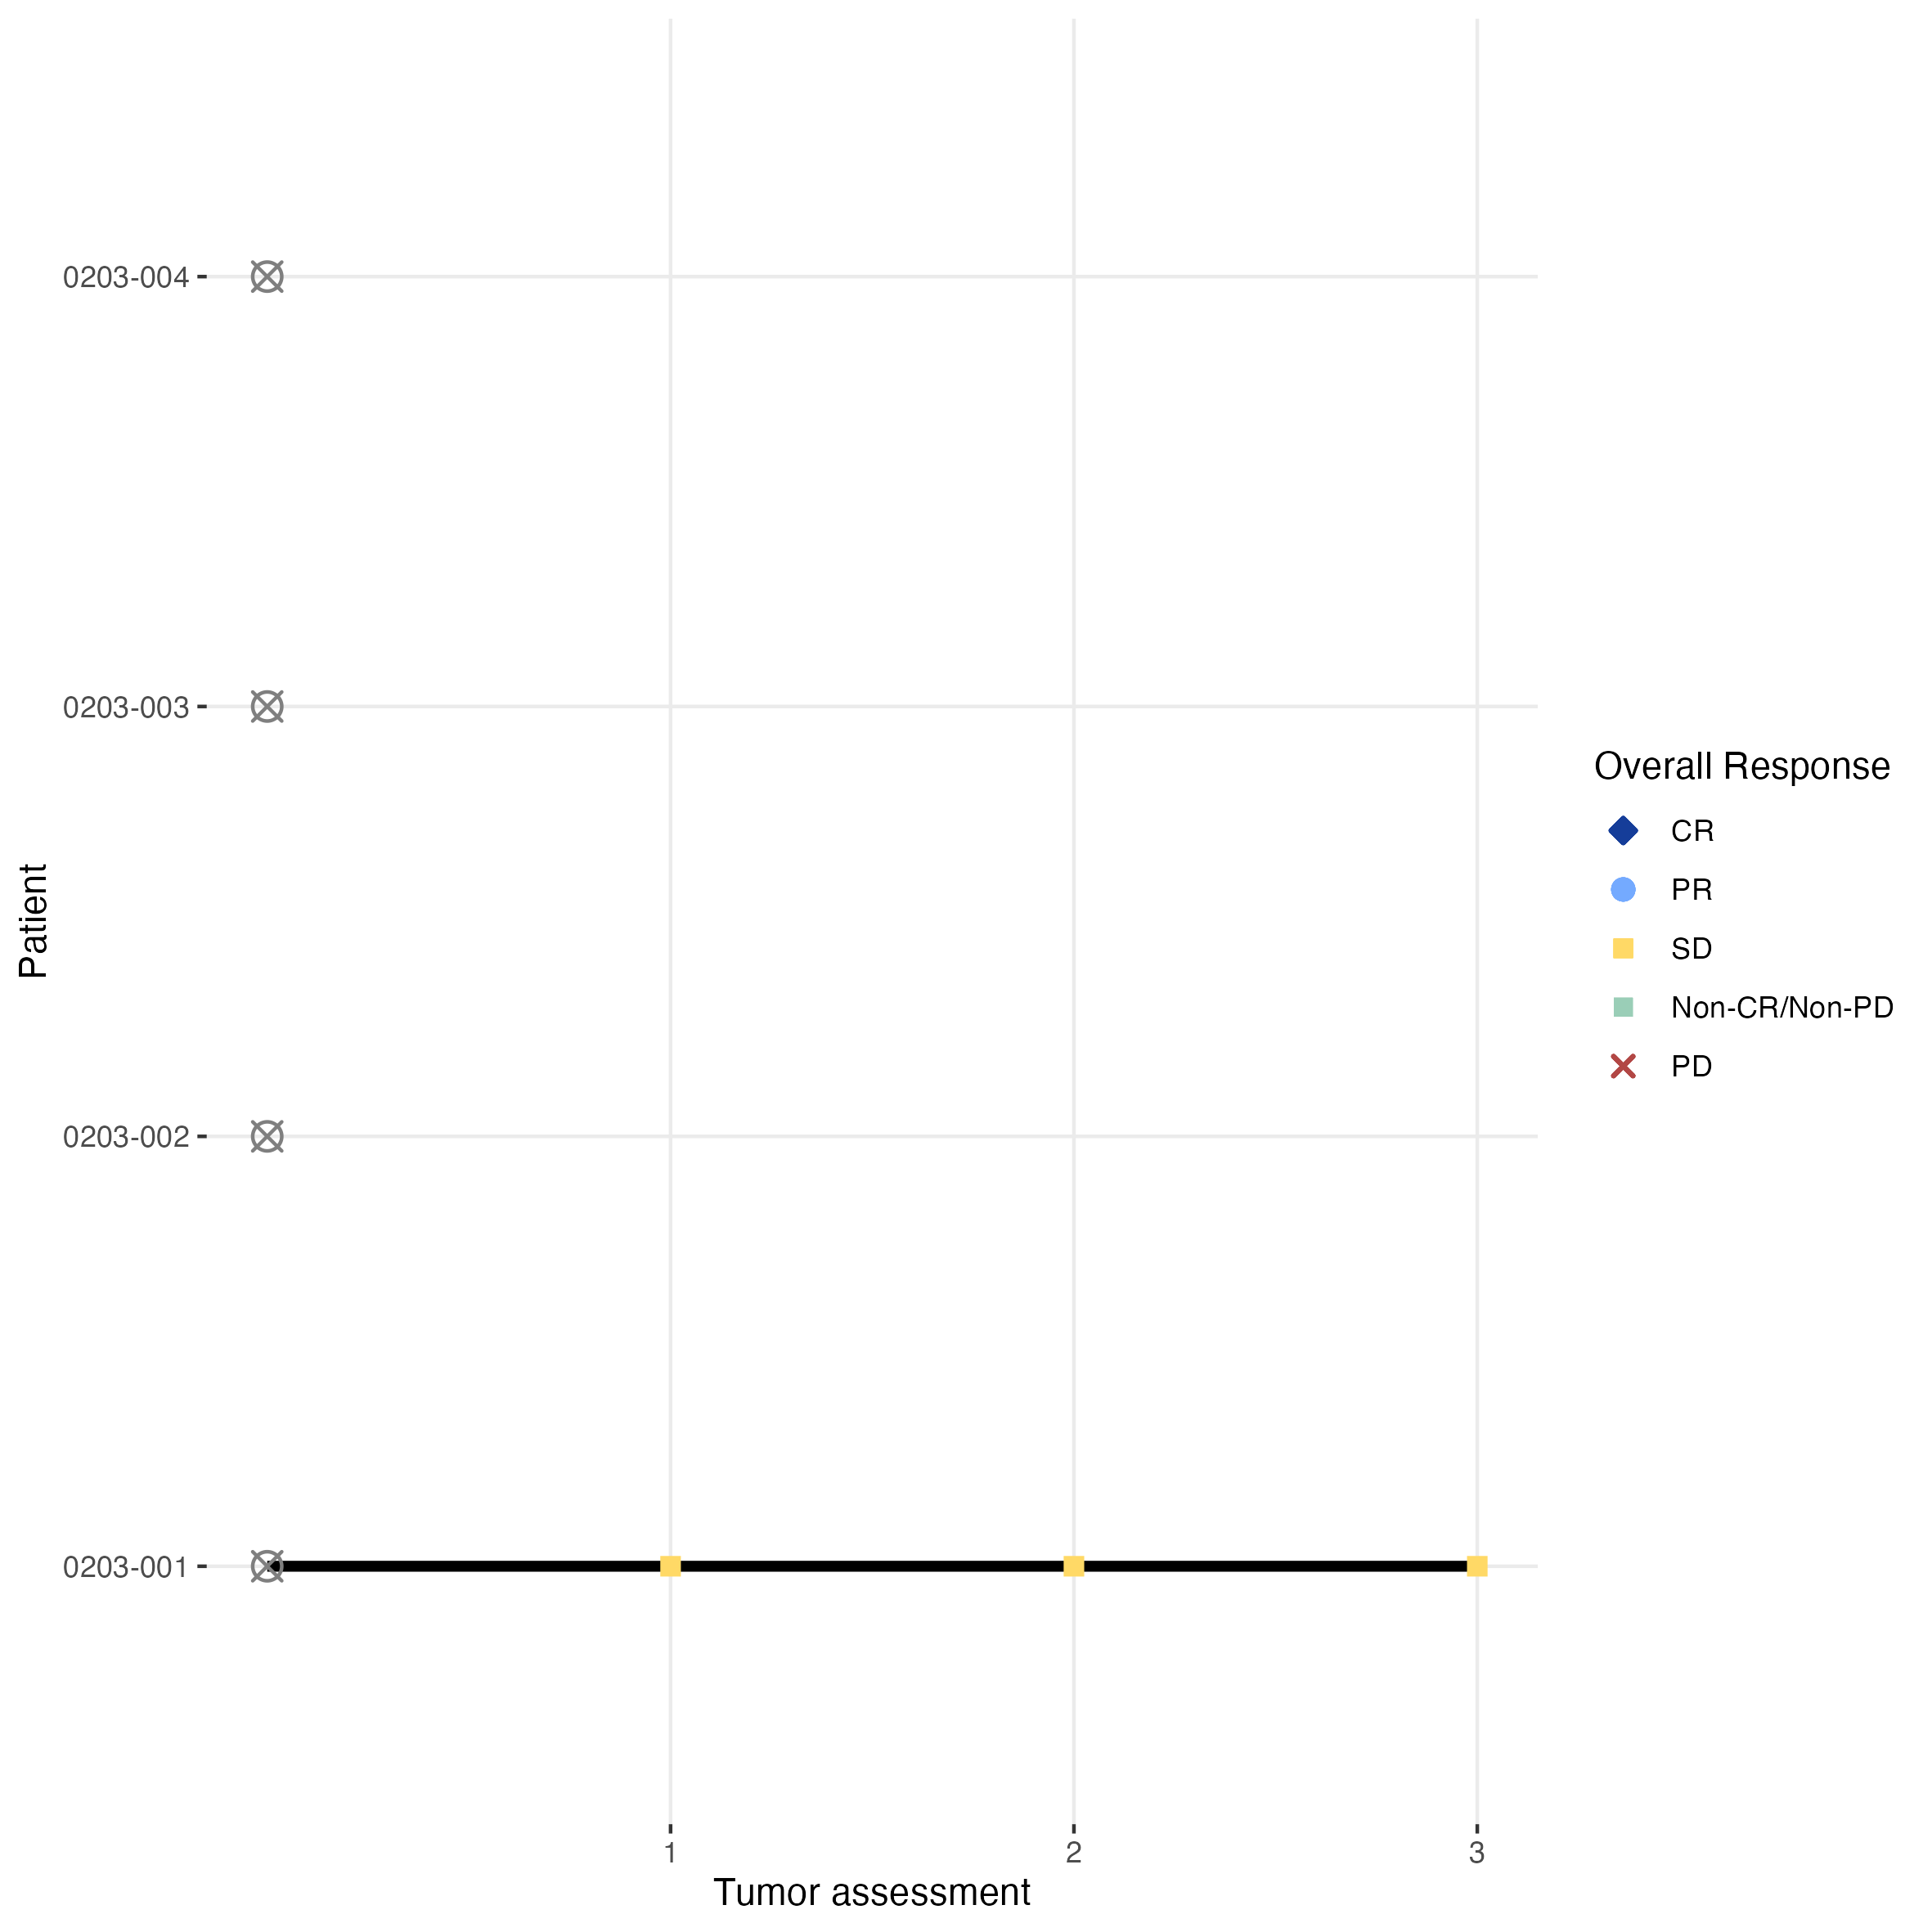 Patient
0203-004
0203-003
0203-002
0203-001
1 2 3
Tumor assessment
Overall Response
CR
PR
SD
Non-CR/Non-PD
PD